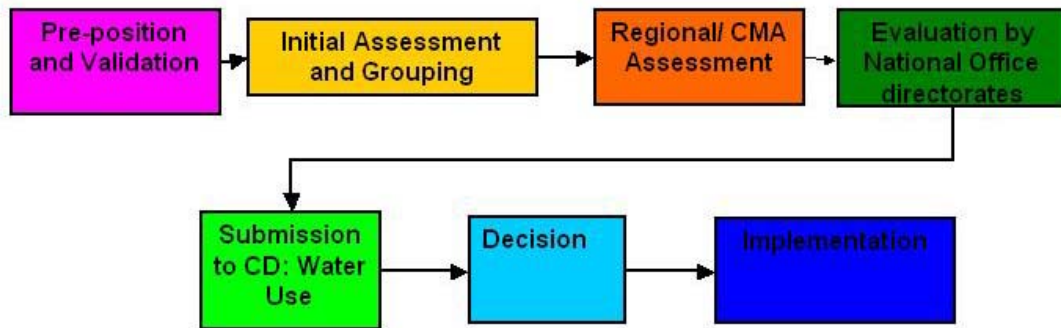 Pre-position
and Validation
Initial Assessment
and Grouping
Regional/ CMA
Assessment
Evaluation by
National Office
directorates
Submission
to CD: Water
Use
Decision
Implementation